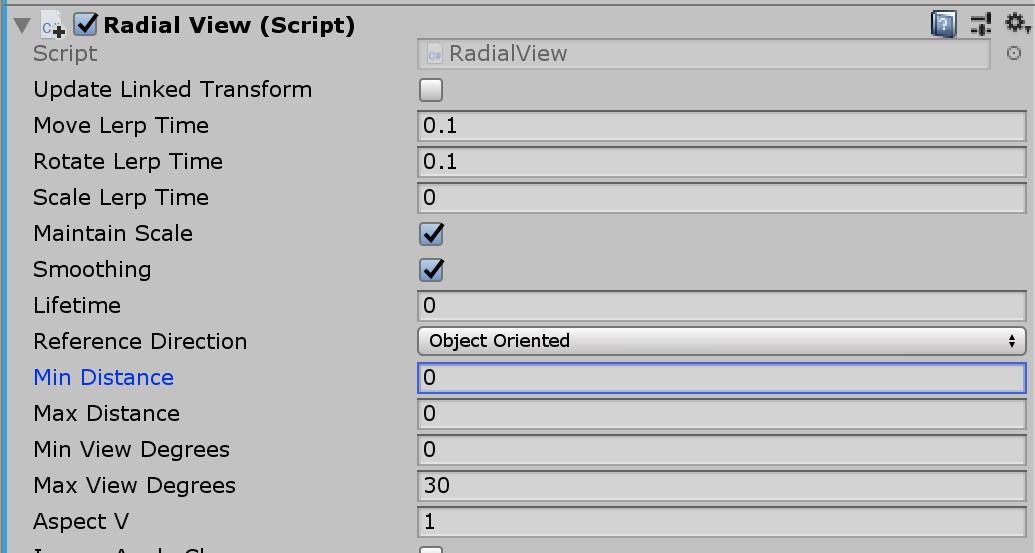 Radial View (Script)
Script RadialView
Update Linked Transform
Move Lerp Time 0.1
Rotate Lerp Time 0.1
Scale Lerp Time 0
Maintain Scale
Smoothing
Lifetime 0
Reference Direction Object Oriented
Min Distance 0
Max Distance 0
Min View Degrees 0
Max View Degrees 30
Aspect V 1